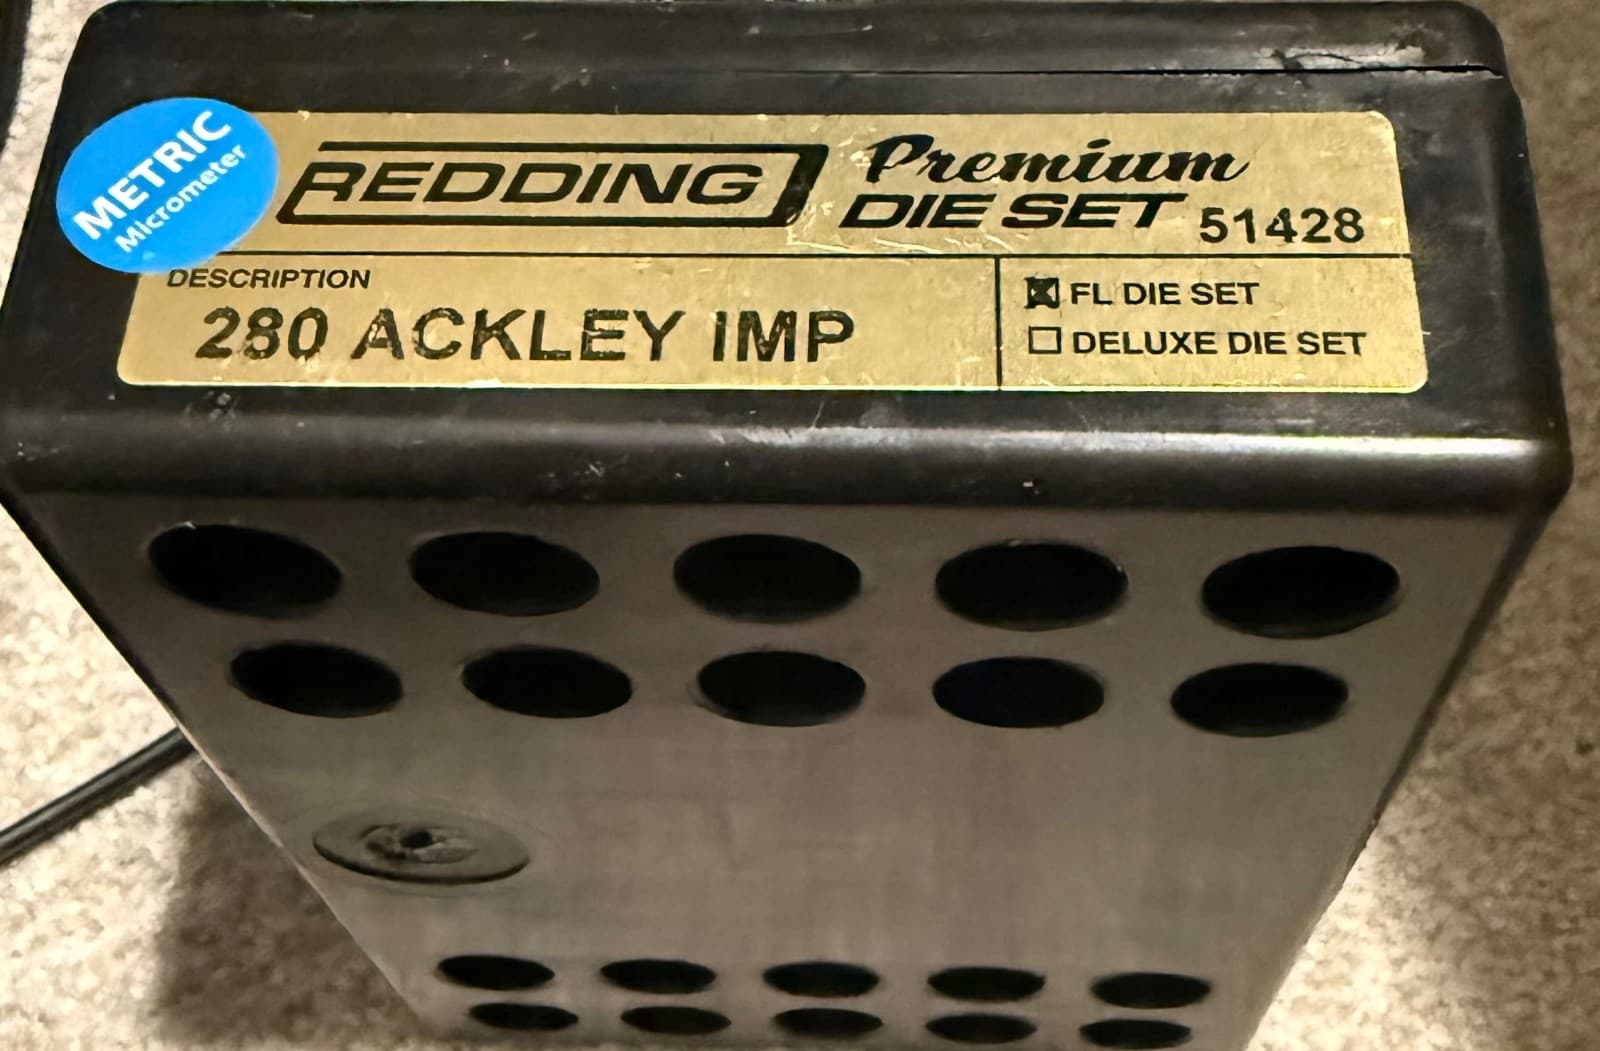 METRIC
Micrometer
REDDING
Premium
DIE SET 51428
DESCRIPTION
280 ACKLEY IMP
FL DIE SET
DELUXE DIE SET